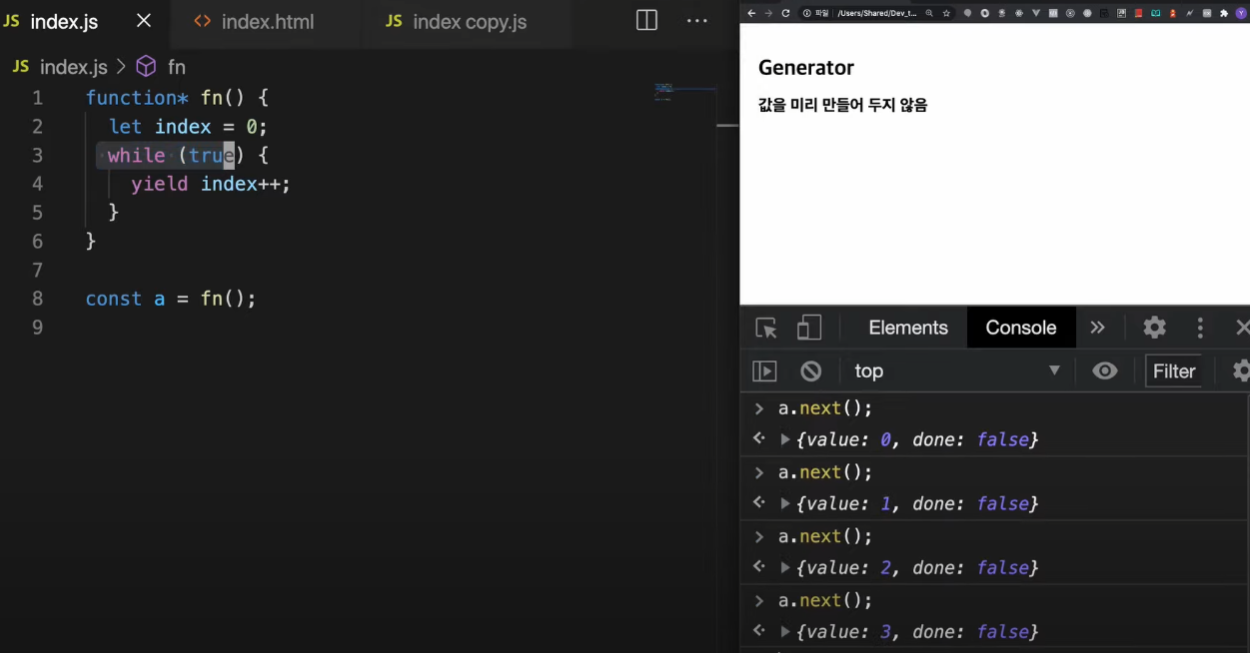 JS index.js
<> index.html
JS index copy.js
JS index.js > fn
1 function* fn() {
2   let index = 0;
3   while (true) {
4     yield index++;
5   }
6 }
7
8 const a = fn();
9
파일 /Users/Shared/Dev_t...
Generator
값을 미리 만들어 두지 않음
Elements Console
top Filter
> a.next();
{value: 0, done: false}
> a.next();
{value: 1, done: false}
> a.next();
{value: 2, done: false}
> a.next();
{value: 3, done: false}